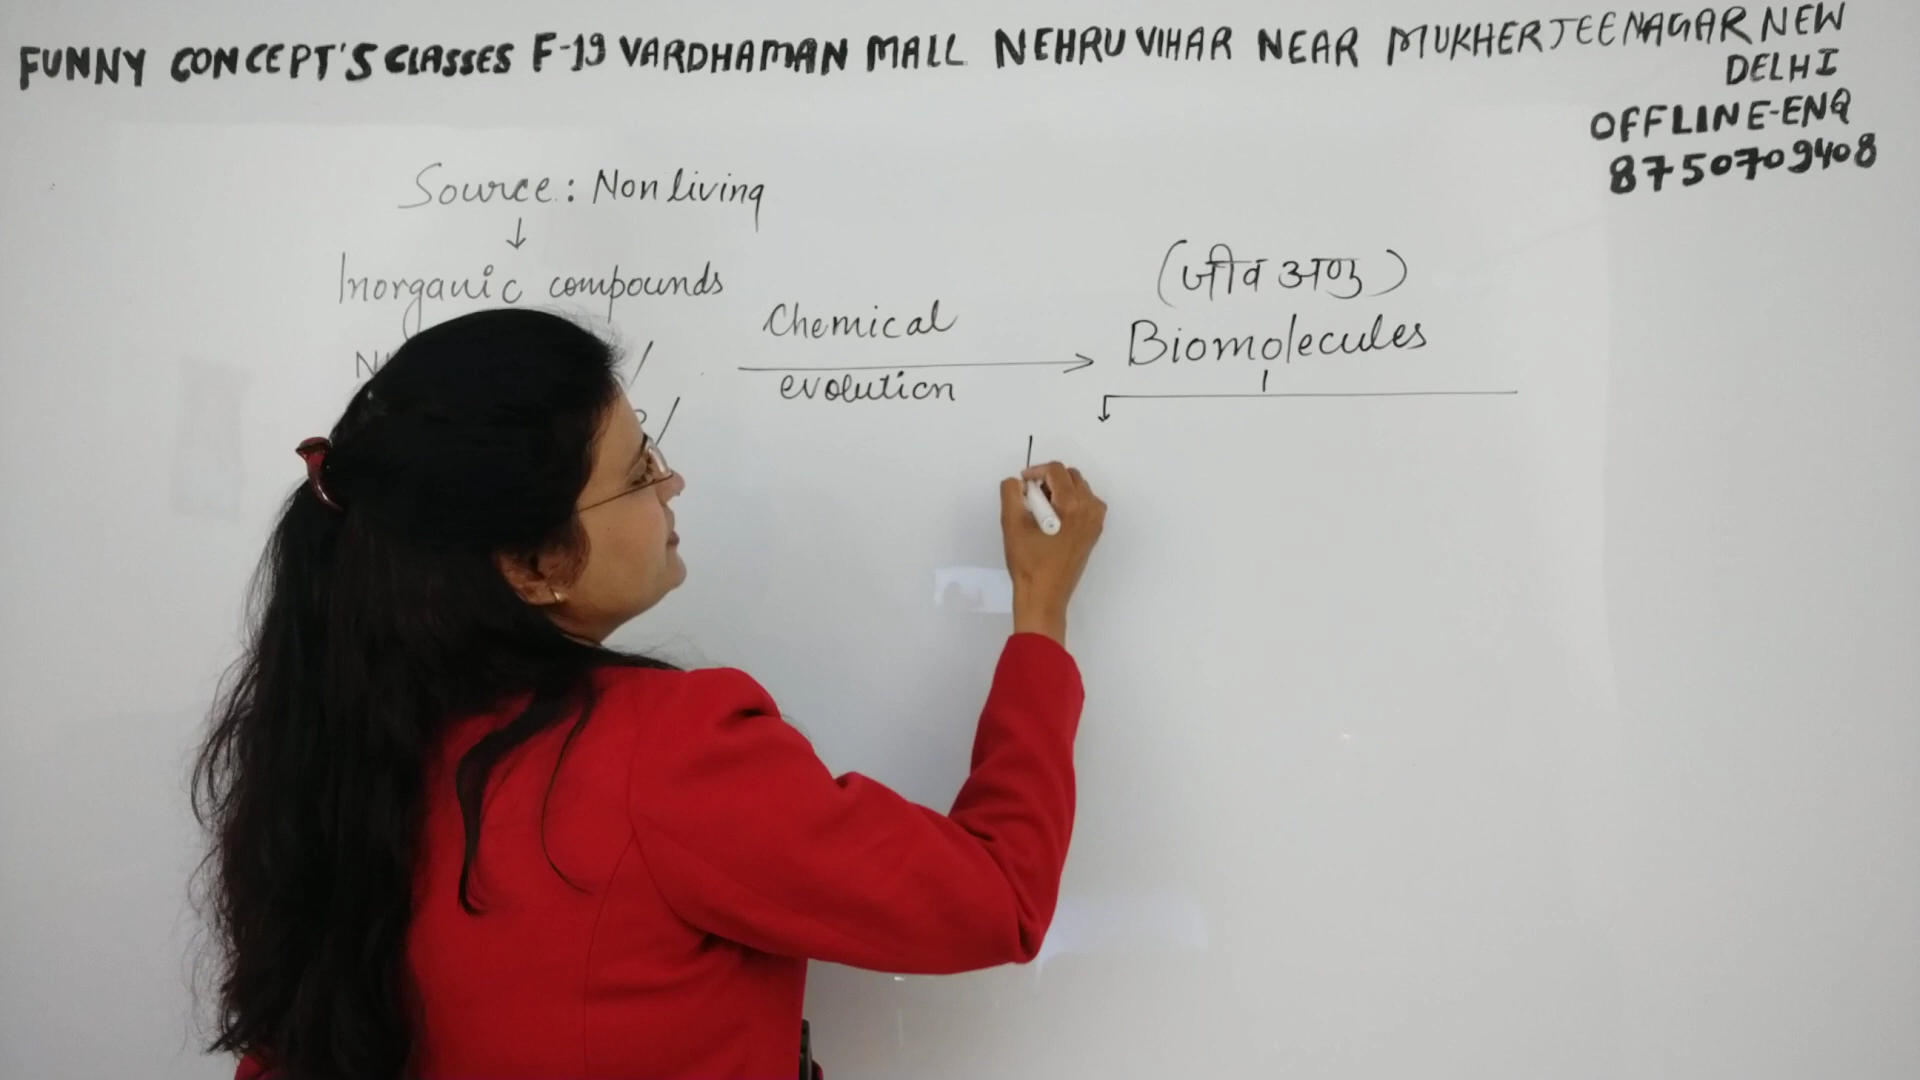 FUNNY CONCEPT'S CLASSES F-19 VARDHAMAN MALL NEHRU VIHAR NEAR MUKHERJEE NAGAR NEW
DELHI
OFFLINE-ENQ
8750709408
Source: Non living
↓
Inorganic compounds
Chemical
evolution
(जीव अणु)
Biomolecules